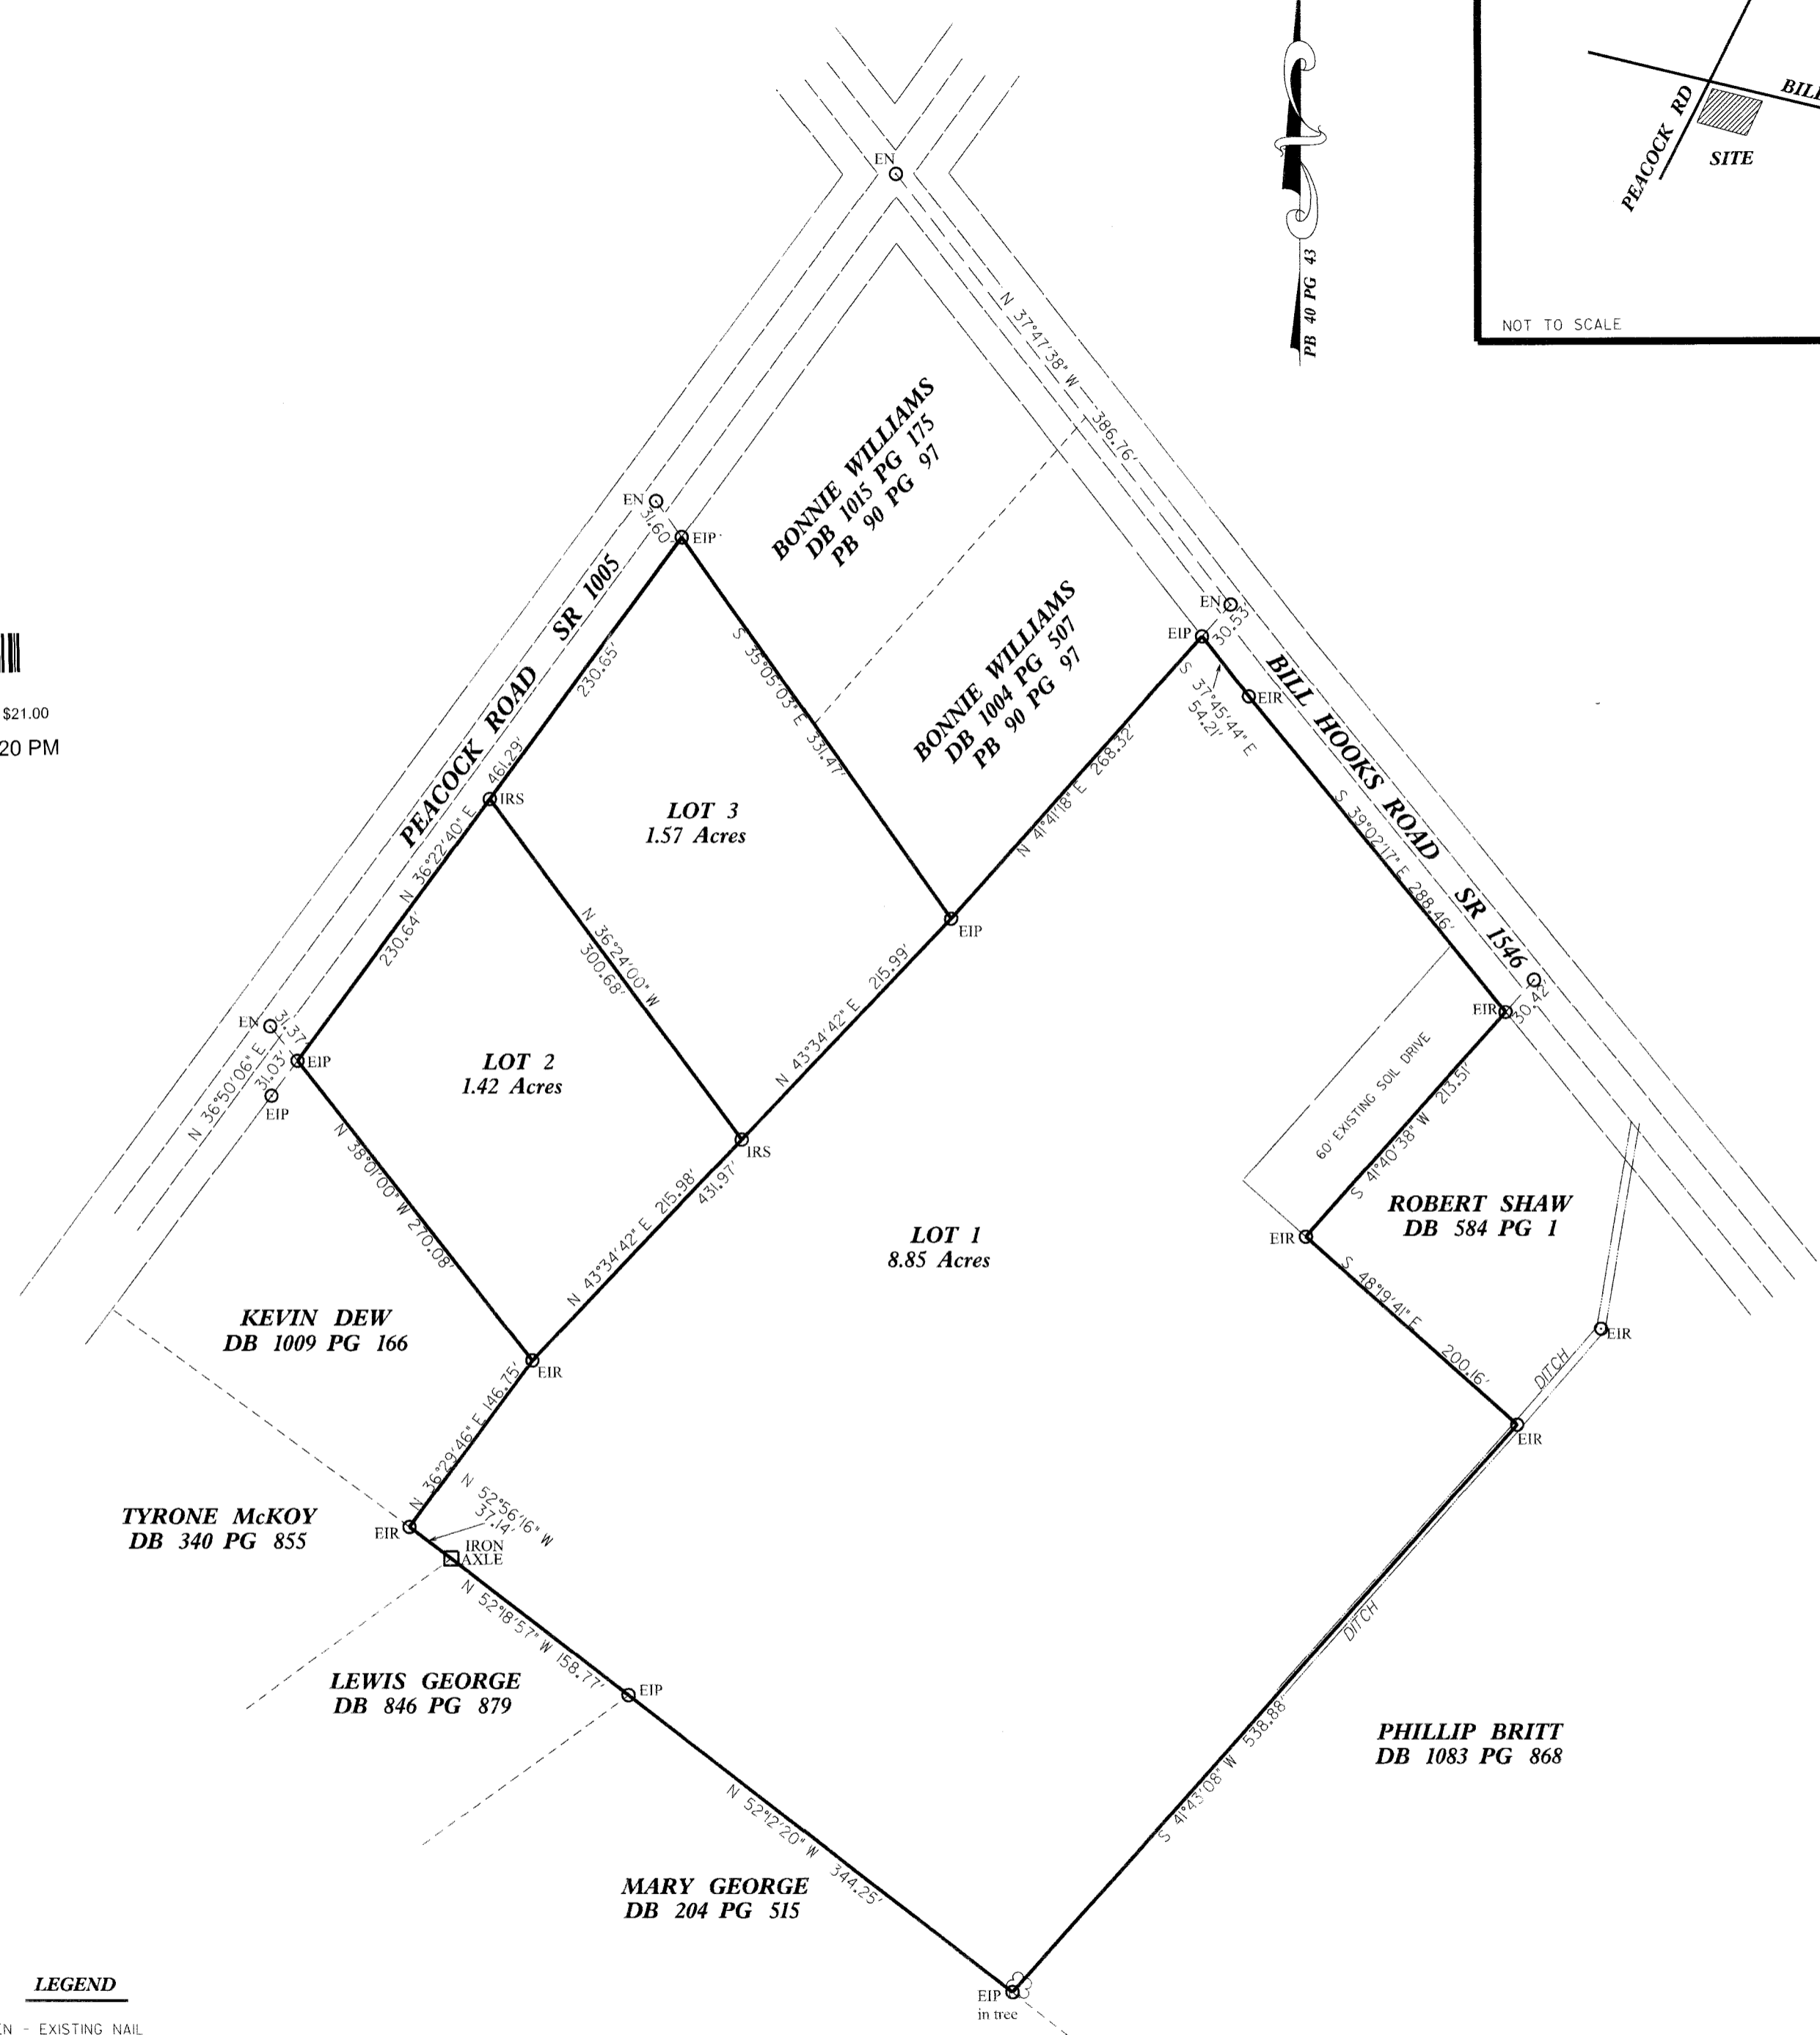 BILL
PEACOCK RD
SITE
NOT TO SCALE
PB 40 PG 43
EN
N 37°47'38" W 386.76'
BONNIE WILLIAMS
DB 1015 PG 175
PB 90 PG 97
EN
31.60
EIP
PEACOCK ROAD SR 1005
230.65'
S 35°05'03" E 331.47'
BONNIE WILLIAMS
DB 1004 PG 507
PB 90 PG 97
EN
30.53'
EIP
S 37°45'44" E
54.21'
EIR
BILL HOOKS ROAD SR 1546
$21.00
20 PM
N 36°22'40" E 461.29'
IRS
LOT 3
1.57 Acres
N 41°41'18" E 268.32'
S 39°02'17" E 288.46'
230.64'
N 36°24'00" W
300.68'
EIP
N 43°34'42" E 215.99'
EIR
30.42'
EN
31.37'
EIP
N 36°50'06" E
31.03'
EIP
LOT 2
1.42 Acres
60' EXISTING SOIL DRIVE
S 41°40'38" W 213.51'
N 38°01'00" W 270.08'
IRS
N 43°34'42" E 215.98'
431.97'
LOT 1
8.85 Acres
ROBERT SHAW
DB 584 PG 1
EIR
S 48°19'41" E 200.16'
EIR
DITCH
KEVIN DEW
DB 1009 PG 166
EIR
EIR
N 36°29'46" E 146.75'
N 52°56'16" W
37.14'
TYRONE McKOY
DB 340 PG 855
EIR
IRON
AXLE
N 52°18'57" W 158.77'
DITCH
LEWIS GEORGE
DB 846 PG 879
EIP
S 41°43'08" W 538.88'
PHILLIP BRITT
DB 1083 PG 868
N 52°12'20" W 344.25'
MARY GEORGE
DB 204 PG 515
LEGEND
EIP
in tree
EN - EXISTING NAIL